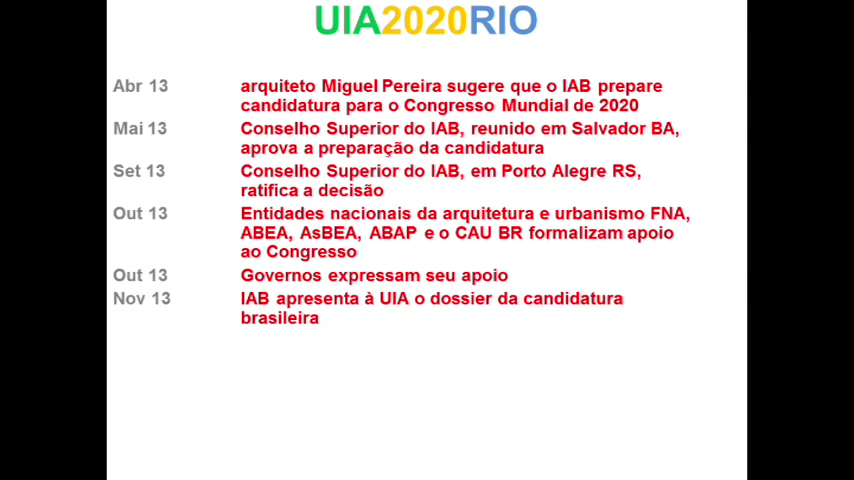 UIA2020RIO
Abr 13 arquiteto Miguel Pereira sugere que o IAB prepare
candidatura para o Congresso Mundial de 2020
Mai 13 Conselho Superior do IAB, reunido em Salvador BA,
aprova a preparação da candidatura
Set 13 Conselho Superior do IAB, em Porto Alegre RS,
ratifica a decisão
Out 13 Entidades nacionais da arquitetura e urbanismo FNA,
ABEA, AsBEA, ABAP e o CAU BR formalizam apoio
ao Congresso
Out 13 Governos expressam seu apoio
Nov 13 IAB apresenta à UIA o dossier da candidatura
brasileira